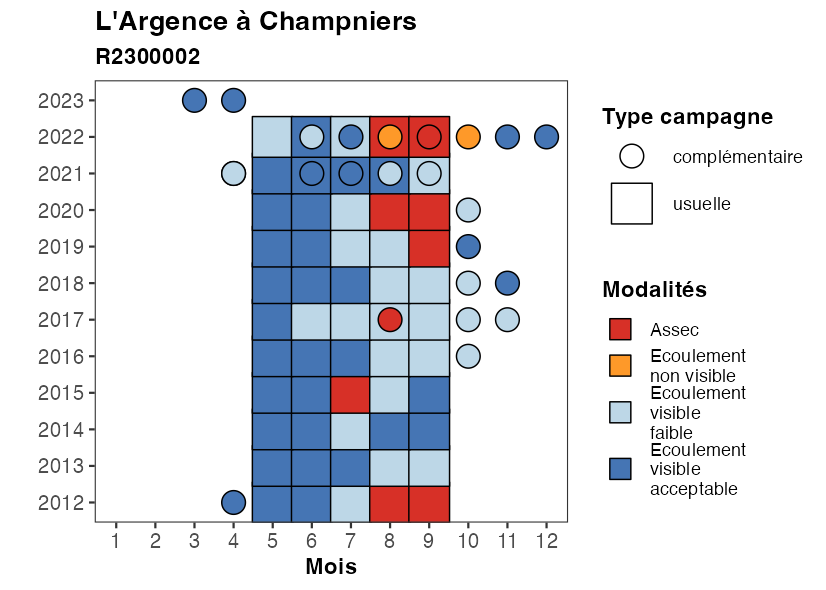 L'Argence à Champniers
R2300002
2023
2022
2021
2020
2019
2018
2017
2016
2015
2014
2013
2012
1 2 3 4 5 6 7 8 9 10 11 12
Mois
Type campagne
complémentaire
usuelle
Modalités
Assec
Ecoulement
non visible
Ecoulement
visible
faible
Ecoulement
visible
acceptable